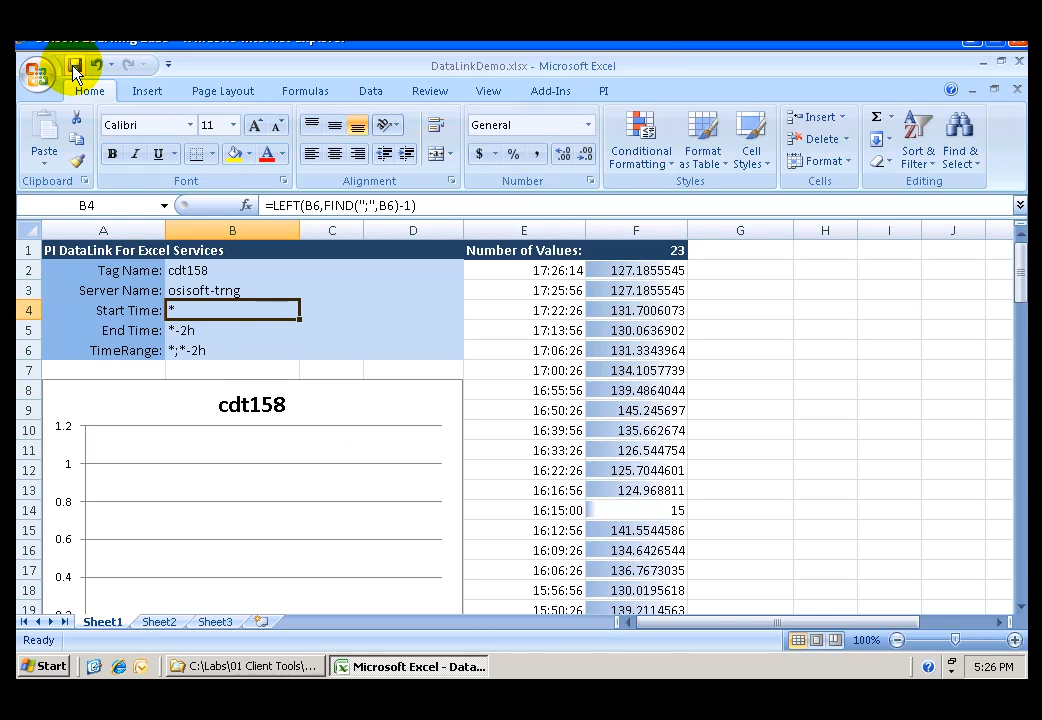 DataLinkDemo.xlsx - Microsoft Excel
Home Insert Page Layout Formulas Data Review View Add-Ins PI
Paste
Calibri 11
B I U
General
$ % ,
Conditional Formatting
Format as Table
Cell Styles
Insert
Delete
Format
Σ
Sort & Filter
Find & Select
Clipboard Font Alignment Number Styles Cells Editing
B4 fx =LEFT(B6,FIND(";",B6)-1)
A B C D E F G H I J
1 PI DataLink For Excel Services Number of Values: 23
2 Tag Name: cdt158 17:26:14 127.1855545
3 Server Name: osisoft-trng 17:25:56 127.1855545
4 Start Time: * 17:22:26 131.7006073
5 End Time: *-2h 17:13:56 130.0636902
6 TimeRange: *;*-2h 17:06:26 131.3343964
7 17:00:26 134.1057739
8 16:55:56 139.4864044
9 16:50:26 145.245697
10 16:39:56 135.662674
11 16:33:26 126.544754
12 16:22:26 125.7044601
13 16:16:56 124.968811
14 16:15:00 15
15 16:12:56 141.5544586
16 16:09:26 134.6426544
17 16:06:26 136.7673035
18 15:56:56 130.0195618
19 15:50:26 139.2114563
cdt158
1.2
1
0.8
0.6
0.4
Sheet1 Sheet2 Sheet3
Ready 100%
Start C:\Labs\01 Client Tools\... Microsoft Excel - Data... 5:26 PM